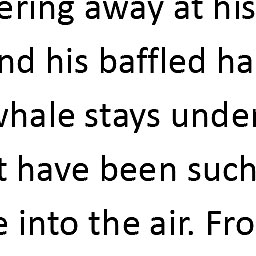 ering away at his
nd his baffled ha
whale stays under
t have been such
e into the air. Fro